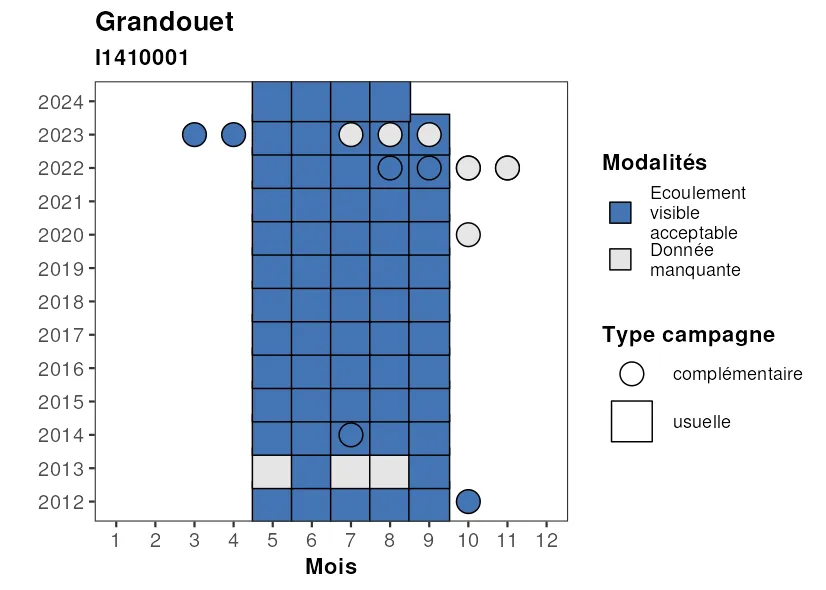 Grandouet
I1410001
2024
2023
2022
2021
2020
2019
2018
2017
2016
2015
2014
2013
2012
1 2 3 4 5 6 7 8 9 10 11 12
Mois
Modalités
Ecoulement
visible
acceptable
Donnée
manquante
Type campagne
complémentaire
usuelle